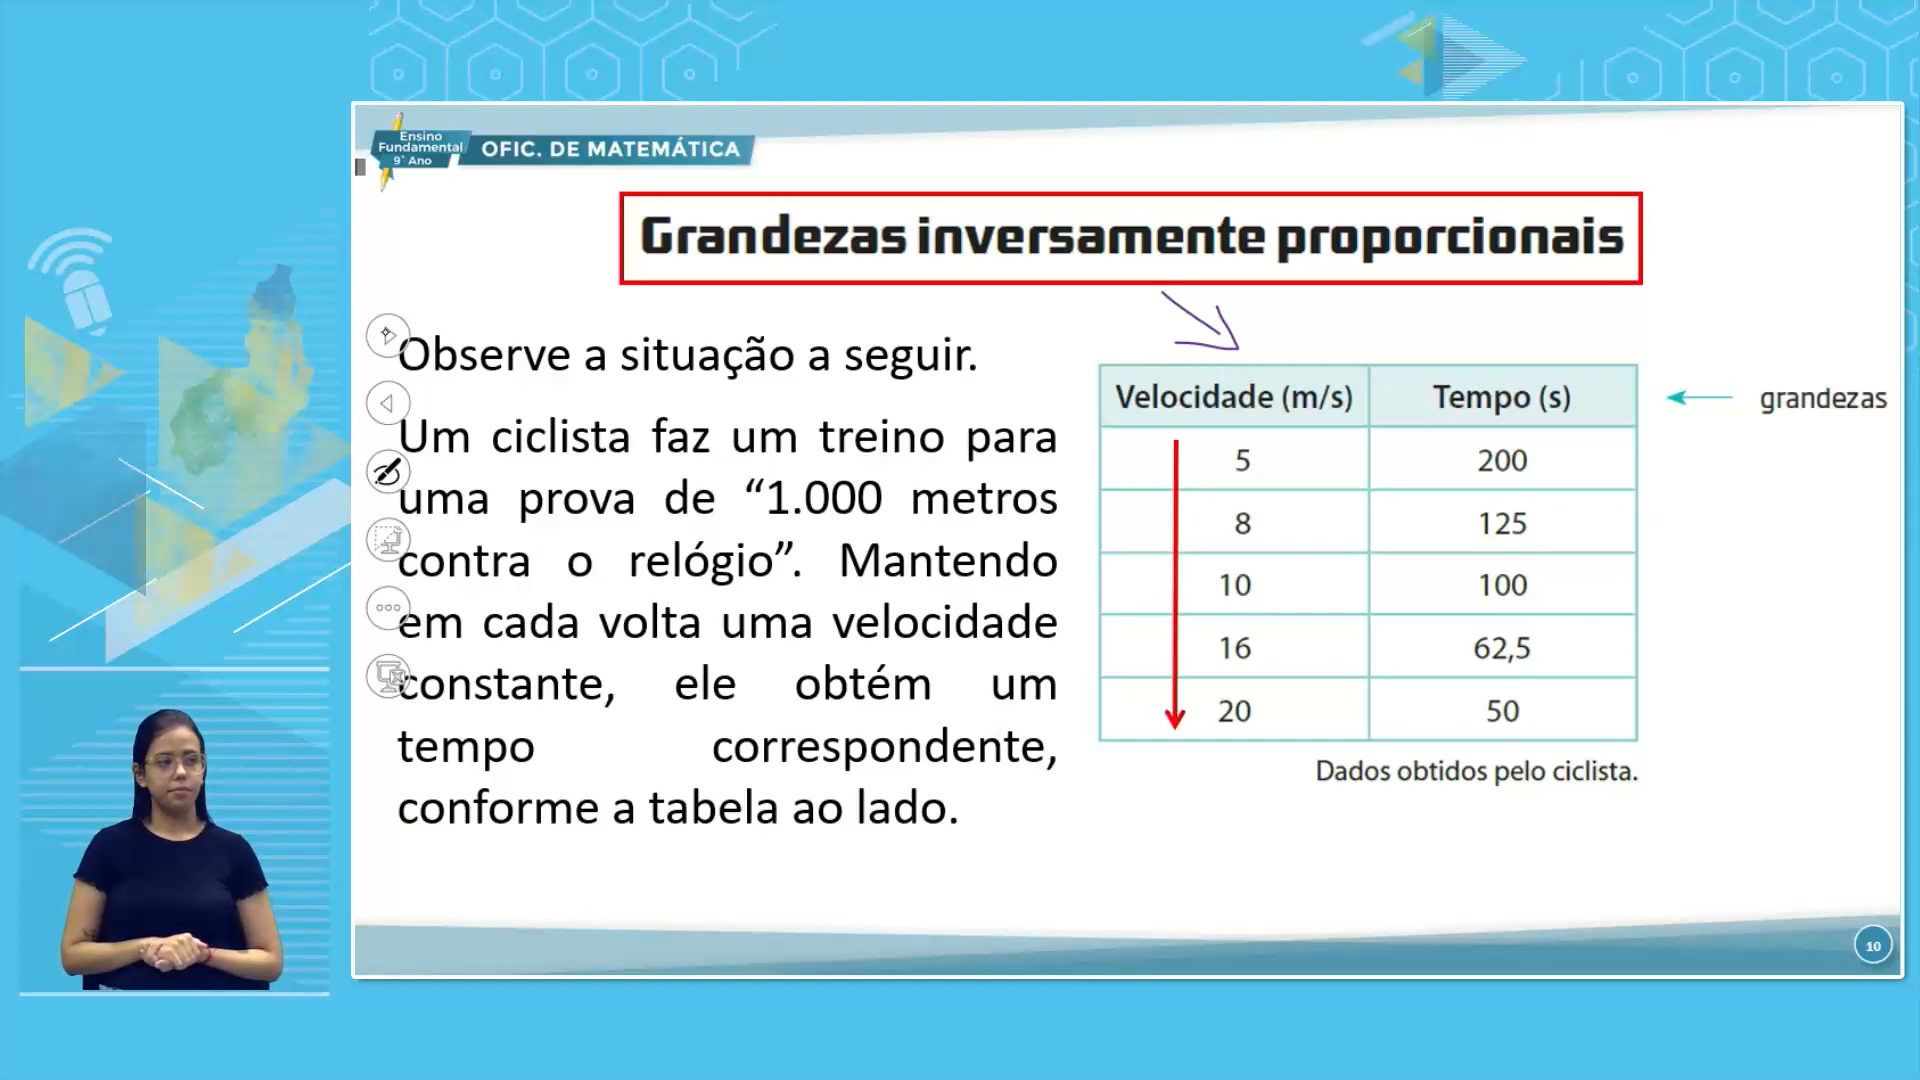 Ensino
Fundamental
9° Ano
OFIC. DE MATEMÁTICA
Grandezas inversamente proporcionais
Observe a situação a seguir.
Um ciclista faz um treino para
uma prova de “1.000 metros
contra o relógio”. Mantendo
em cada volta uma velocidade
constante, ele obtém um
tempo correspondente,
conforme a tabela ao lado.
Velocidade (m/s) Tempo (s)
grandezas
5 200
8 125
10 100
16 62,5
20 50
Dados obtidos pelo ciclista.
10